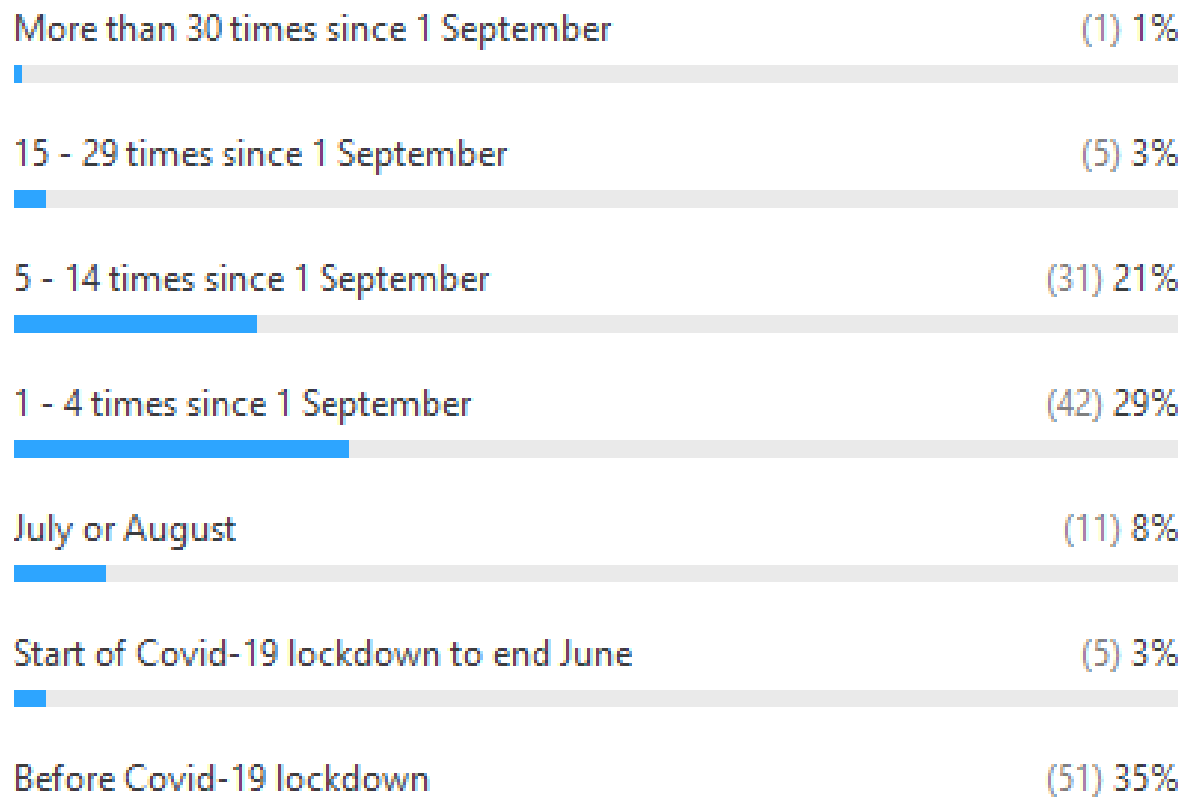 More than 30 times since 1 September (1) 1%
15 - 29 times since 1 September (5) 3%
5 - 14 times since 1 September (31) 21%
1 - 4 times since 1 September (42) 29%
July or August (11) 8%
Start of Covid-19 lockdown to end June (5) 3%
Before Covid-19 lockdown (51) 35%